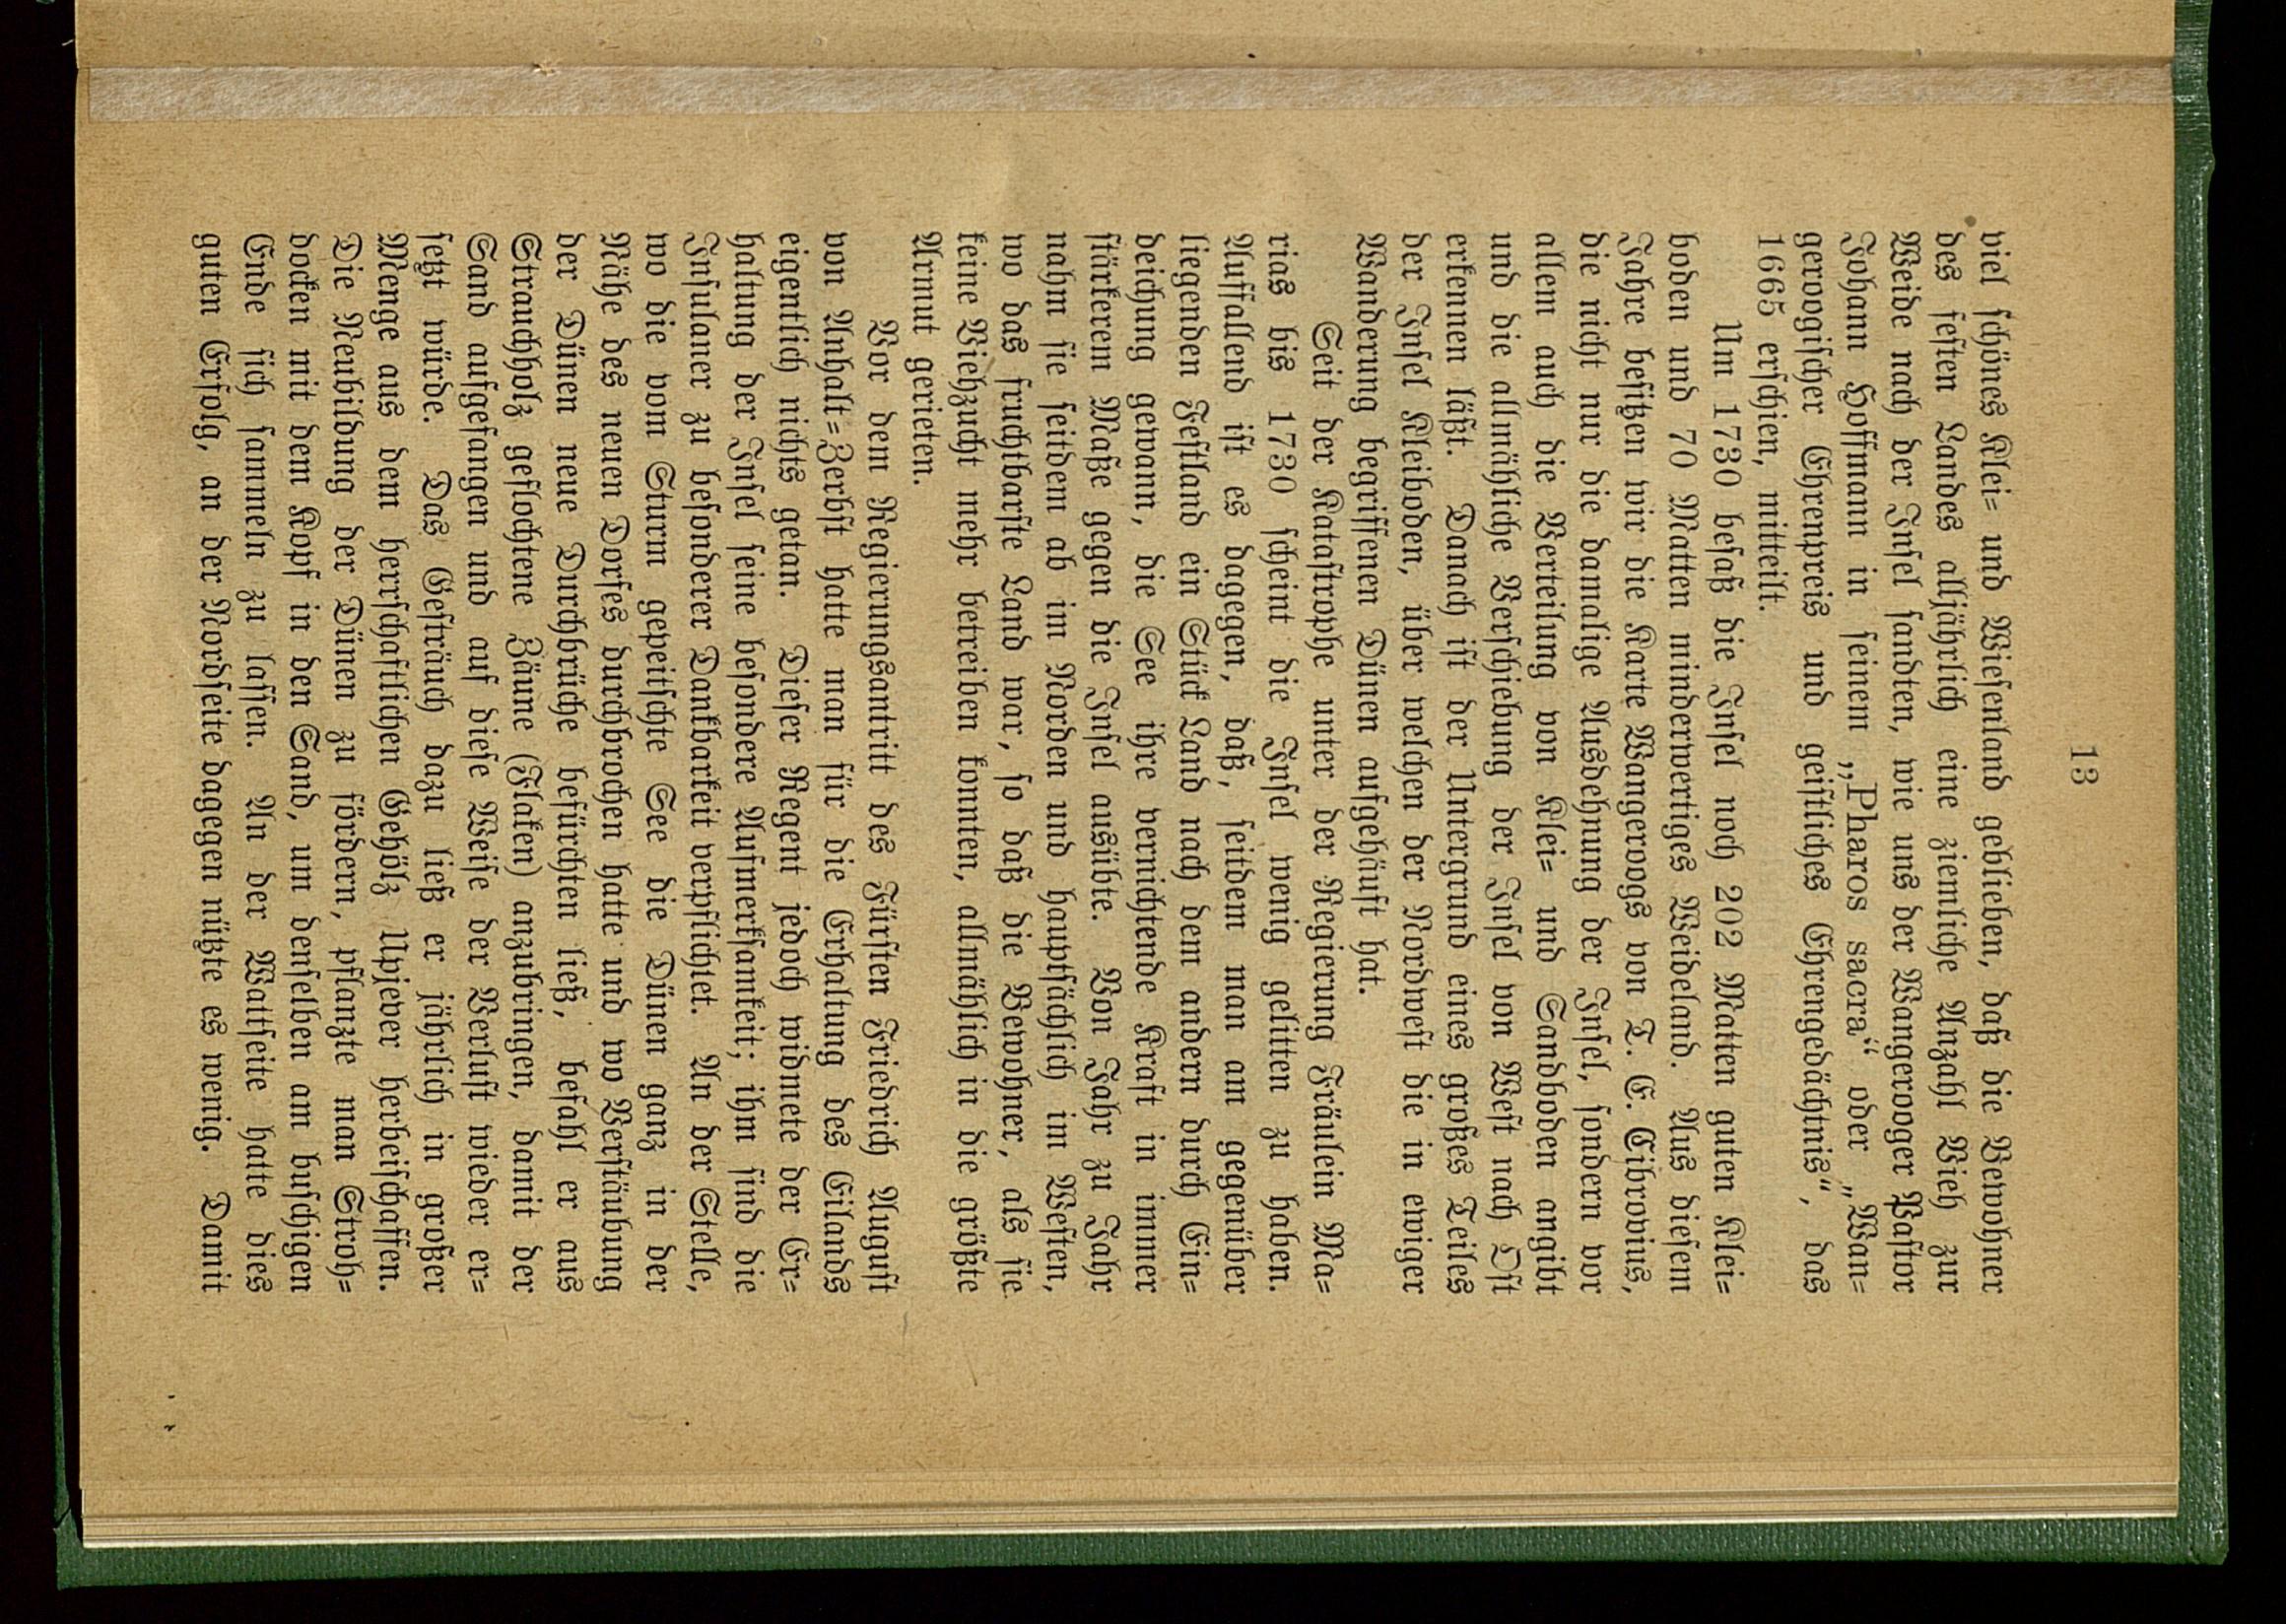 13
viel schönes Klei- und Wiesenland geblieben, daß die Bewohner
des festen Landes alljährlich eine ziemliche Anzahl Vieh zur
Weide nach der Insel sandten, wie uns der Wangerooger Pastor
Johann Hoffmann in seinem „Pharos sacra“ oder „Wan-
geroogischer Ehrenpreis und geistliches Ehrengedächtnis“, das
1665 erschien, mitteilt.
Um 1730 besaß die Insel noch 202 Matten guten Klei-
boden und 70 Matten minderwertiges Weideland. Aus diesem
Jahre besitzen wir die Karte Wangeroogs von T. E. Cibrovius,
die nicht nur die damalige Ausdehnung der Insel, sondern vor
allem auch die Verteilung von Klei- und Sandboden angibt
und die allmähliche Verschiebung der Insel von West nach Ost
erkennen läßt. Danach ist der Untergrund eines großes Teiles
der Insel Kleiboden, über welchen der Nordwest die in ewiger
Wanderung begriffenen Dünen aufgehäuft hat.
Seit der Katastrophe unter der Regierung Fräulein Ma-
rias bis 1730 scheint die Insel wenig gelitten zu haben.
Auffallend ist es dagegen, daß, seitdem man am gegenüber
liegenden Festland ein Stück Land nach dem andern durch Ein-
deichung gewann, die See ihre vernichtende Kraft in immer
stärkerem Maße gegen die Insel ausübte. Von Jahr zu Jahr
nahm sie seitdem ab im Norden und hauptsächlich im Westen,
wo das fruchtbarste Land war, so daß die Bewohner, als sie
keine Viehzucht mehr betreiben konnten, allmählich in die größte
Armut gerieten.
Vor dem Regierungsantritt des Fürsten Friedrich August
von Anhalt-Zerbst hatte man für die Erhaltung des Eilands
eigentlich nichts getan. Dieser Regent jedoch widmete der Er-
haltung der Insel seine besondere Aufmerksamkeit; ihm sind die
Insulaner zu besonderer Dankbarkeit verpflichtet. An der Stelle,
wo die vom Sturm gepeitschte See die Dünen ganz in der
Nähe des neuen Dorfes durchbrochen hatte und wo Verstäubung
der Dünen neue Durchbrüche befürchten ließ, befahl er aus
Strauchholz geflochtene Zäune (Flaken) anzubringen, damit der
Sand aufgefangen und auf diese Weise der Verlust wieder er-
setzt würde. Das Gesträuch dazu ließ er jährlich in großer
Menge aus dem herrschaftlichen Gehölz Upjever herbeischaffen.
Die Neubildung der Dünen zu fördern, pflanzte man Stroh-
docken mit dem Kopf in den Sand, um denselben am buschigen
Ende sich sammeln zu lassen. An der Wattseite hatte dies
guten Erfolg, an der Nordseite dagegen nützte es wenig. Damit